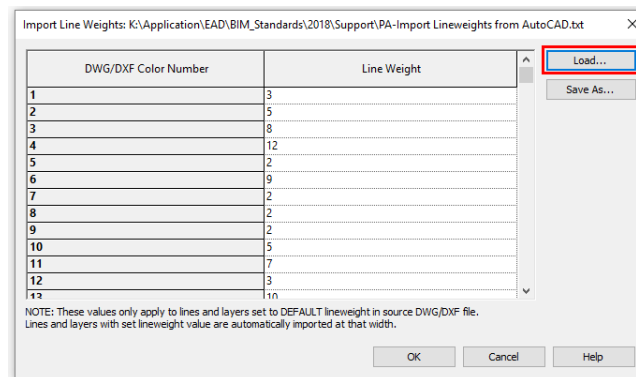 Import Line Weights: K:\Application\EAD\BIM_Standards\2018\Support\PA-Import Lineweights from AutoCAD.txt
DWG/DXF Color Number Line Weight
Load...
Save As...
1 3
2 5
3 8
4 12
5 2
6 9
7 2
8 2
9 2
10 5
11 7
12 3
13 10
NOTE: These values only apply to lines and layers set to DEFAULT lineweight in source DWG/DXF file.
Lines and layers with set lineweight value are automatically imported at that width.
OK Cancel Help